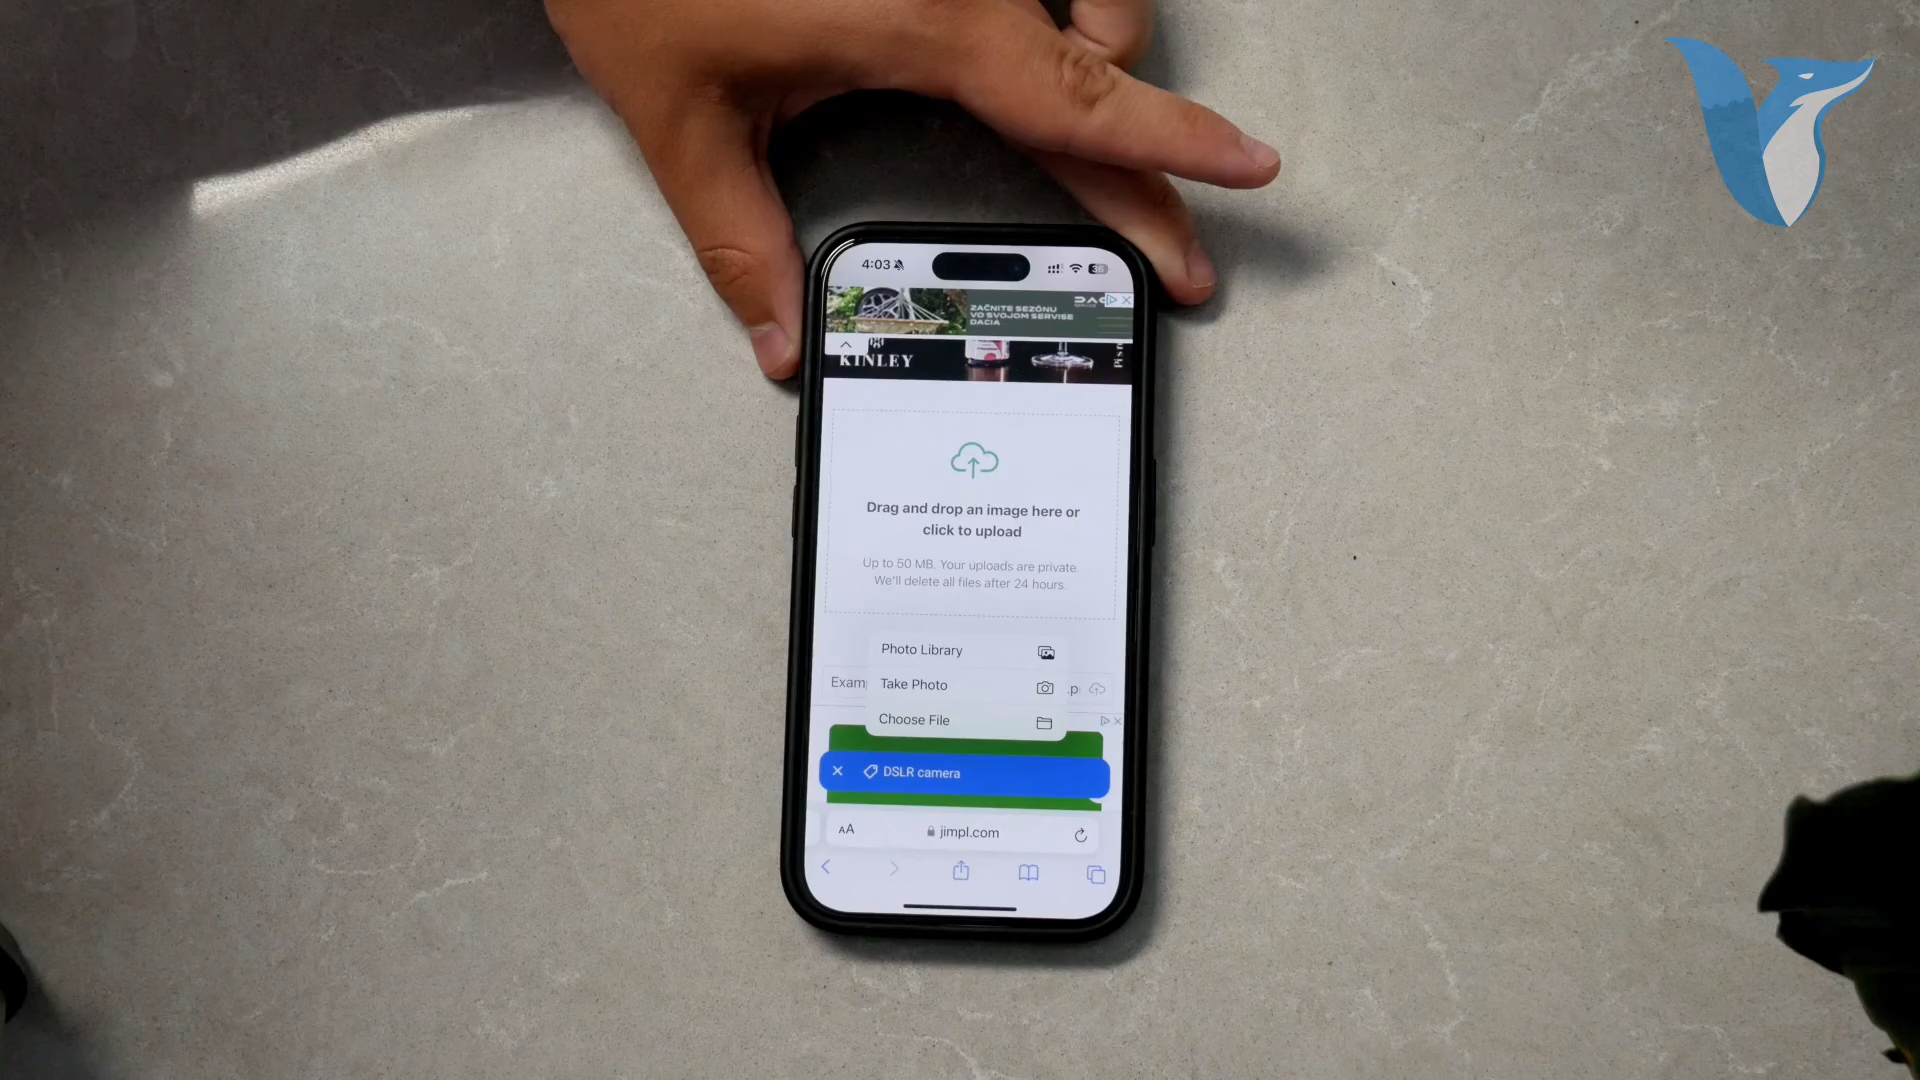 4:03
38
ZAČNITE SEZÓNU
VO SVOJOM SERVISE
DACIA
KINLEY
Drag and drop an image here or
click to upload
Up to 50 MB. Your uploads are private.
We'll delete all files after 24 hours.
Photo Library
Exam
Take Photo
.p
Choose File
DSLR camera
AA
jimpl.com